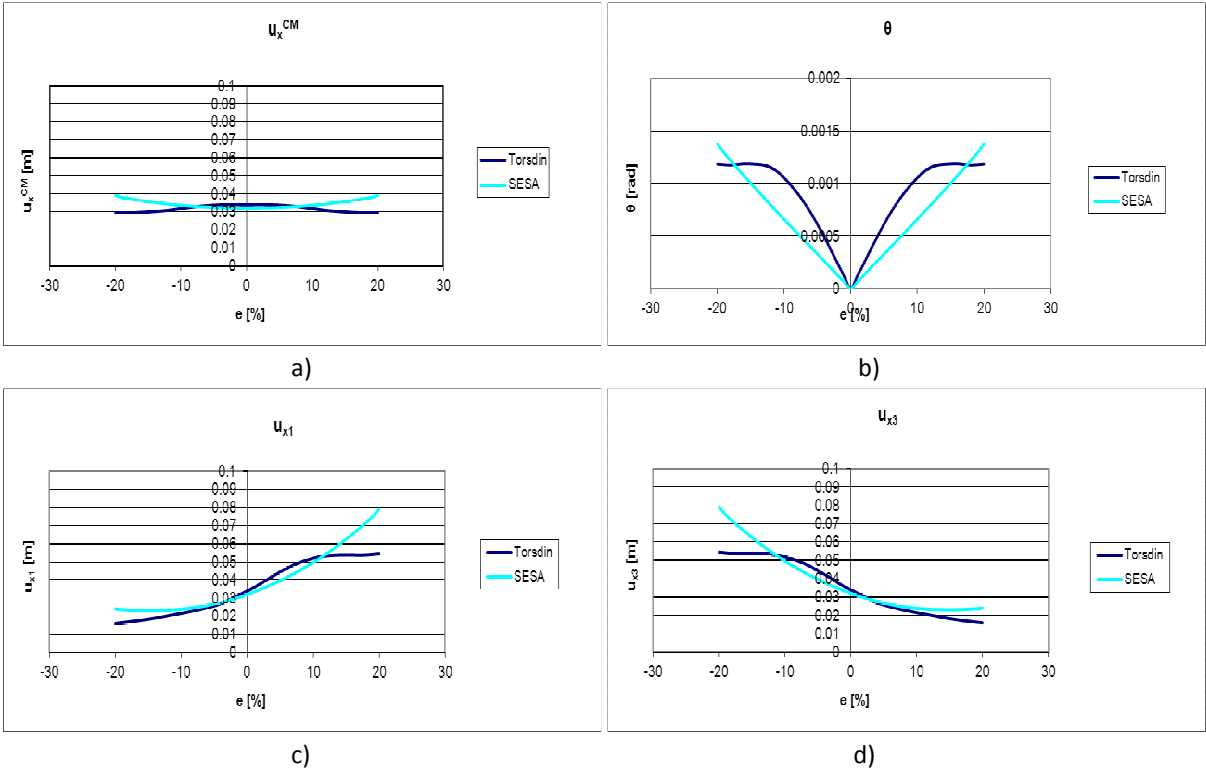 u_x^CM
u_x^CM [m]
0.1
0.09
0.08
0.07
0.06
0.05
0.04
0.03
0.02
0.01
0
-30 -20 -10 0 10 20 30
e [%]
Torsdin
SESA
a)
θ
θ [rad]
0.002
0.0015
0.001
0.0005
0
-30 -20 -10 0 10 20 30
e [%]
Torsdin
SESA
b)
u_x1
u_x1 [m]
0.1
0.09
0.08
0.07
0.06
0.05
0.04
0.03
0.02
0.01
0
-30 -20 -10 0 10 20 30
e [%]
Torsdin
SESA
c)
u_x3
u_x3 [m]
0.1
0.09
0.08
0.07
0.06
0.05
0.04
0.03
0.02
0.01
0
-30 -20 -10 0 10 20 30
e [%]
Torsdin
SESA
d)